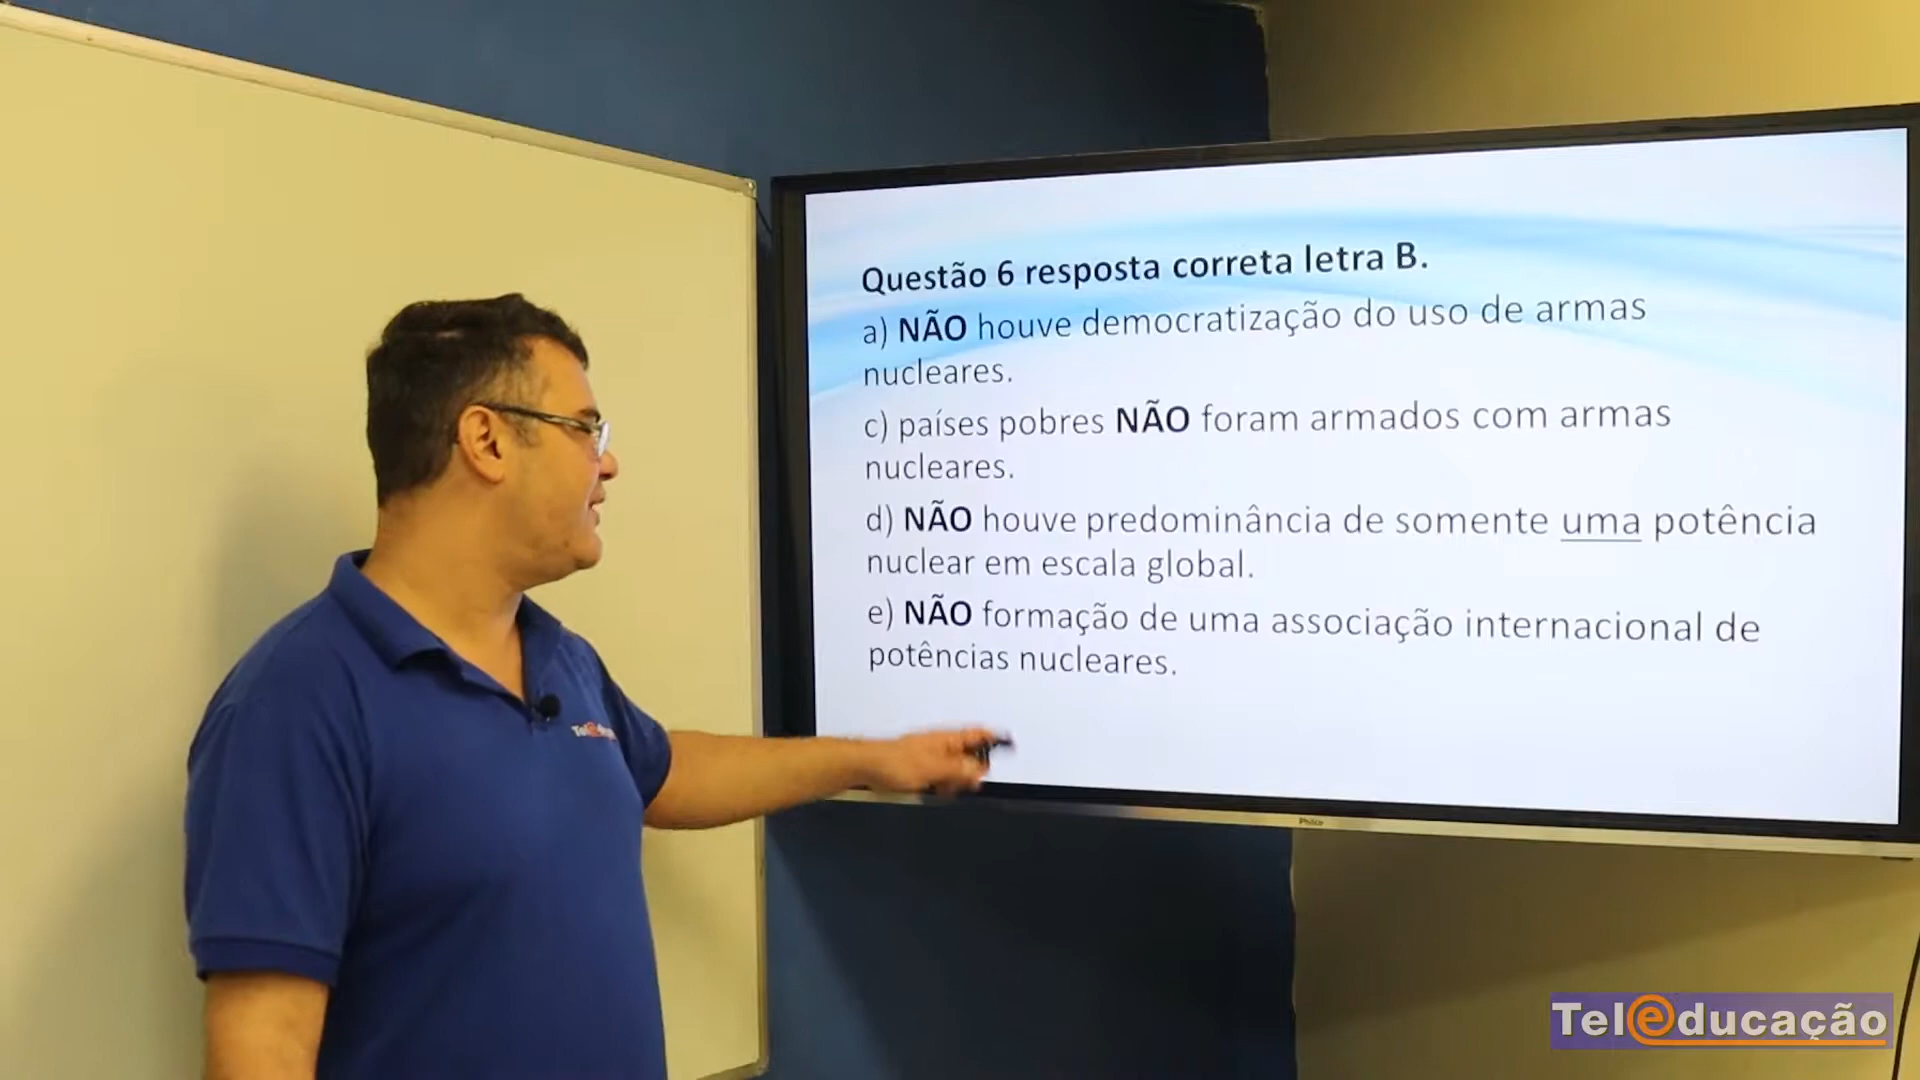 Questão 6 resposta correta letra B.
a) NÃO houve democratização do uso de armas
nucleares.
c) países pobres NÃO foram armados com armas
nucleares.
d) NÃO houve predominância de somente uma potência
nuclear em escala global.
e) NÃO formação de uma associação internacional de
potências nucleares.
Philco
Teleducação